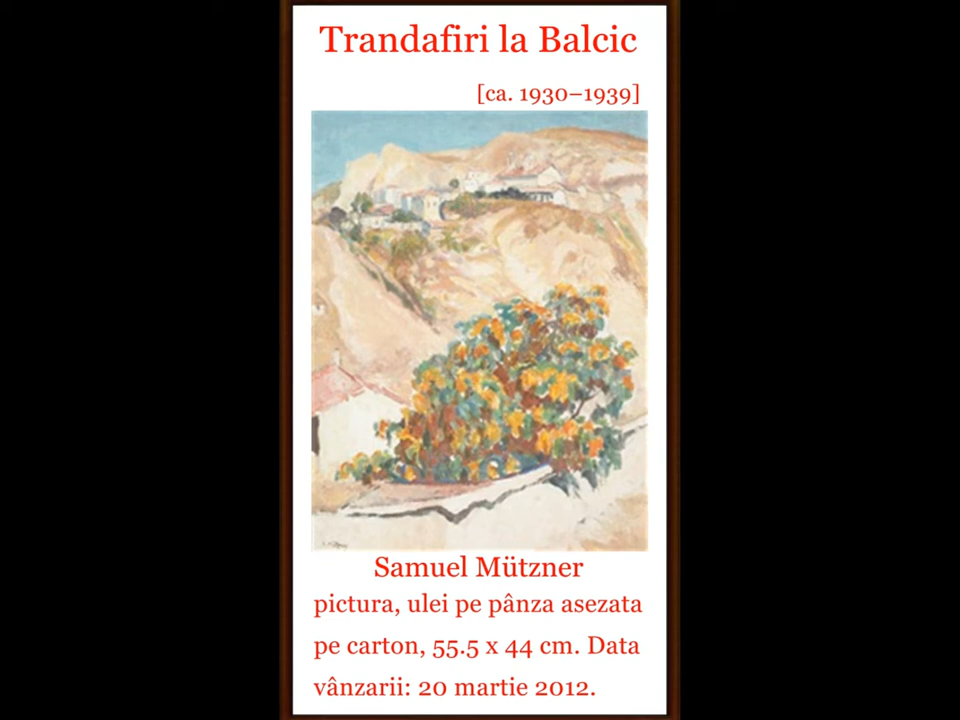 Trandafiri la Balcic
[ca. 1930–1939]
Samuel Mützner
pictura, ulei pe pânza asezata
pe carton, 55.5 x 44 cm. Data
vânzarii: 20 martie 2012.